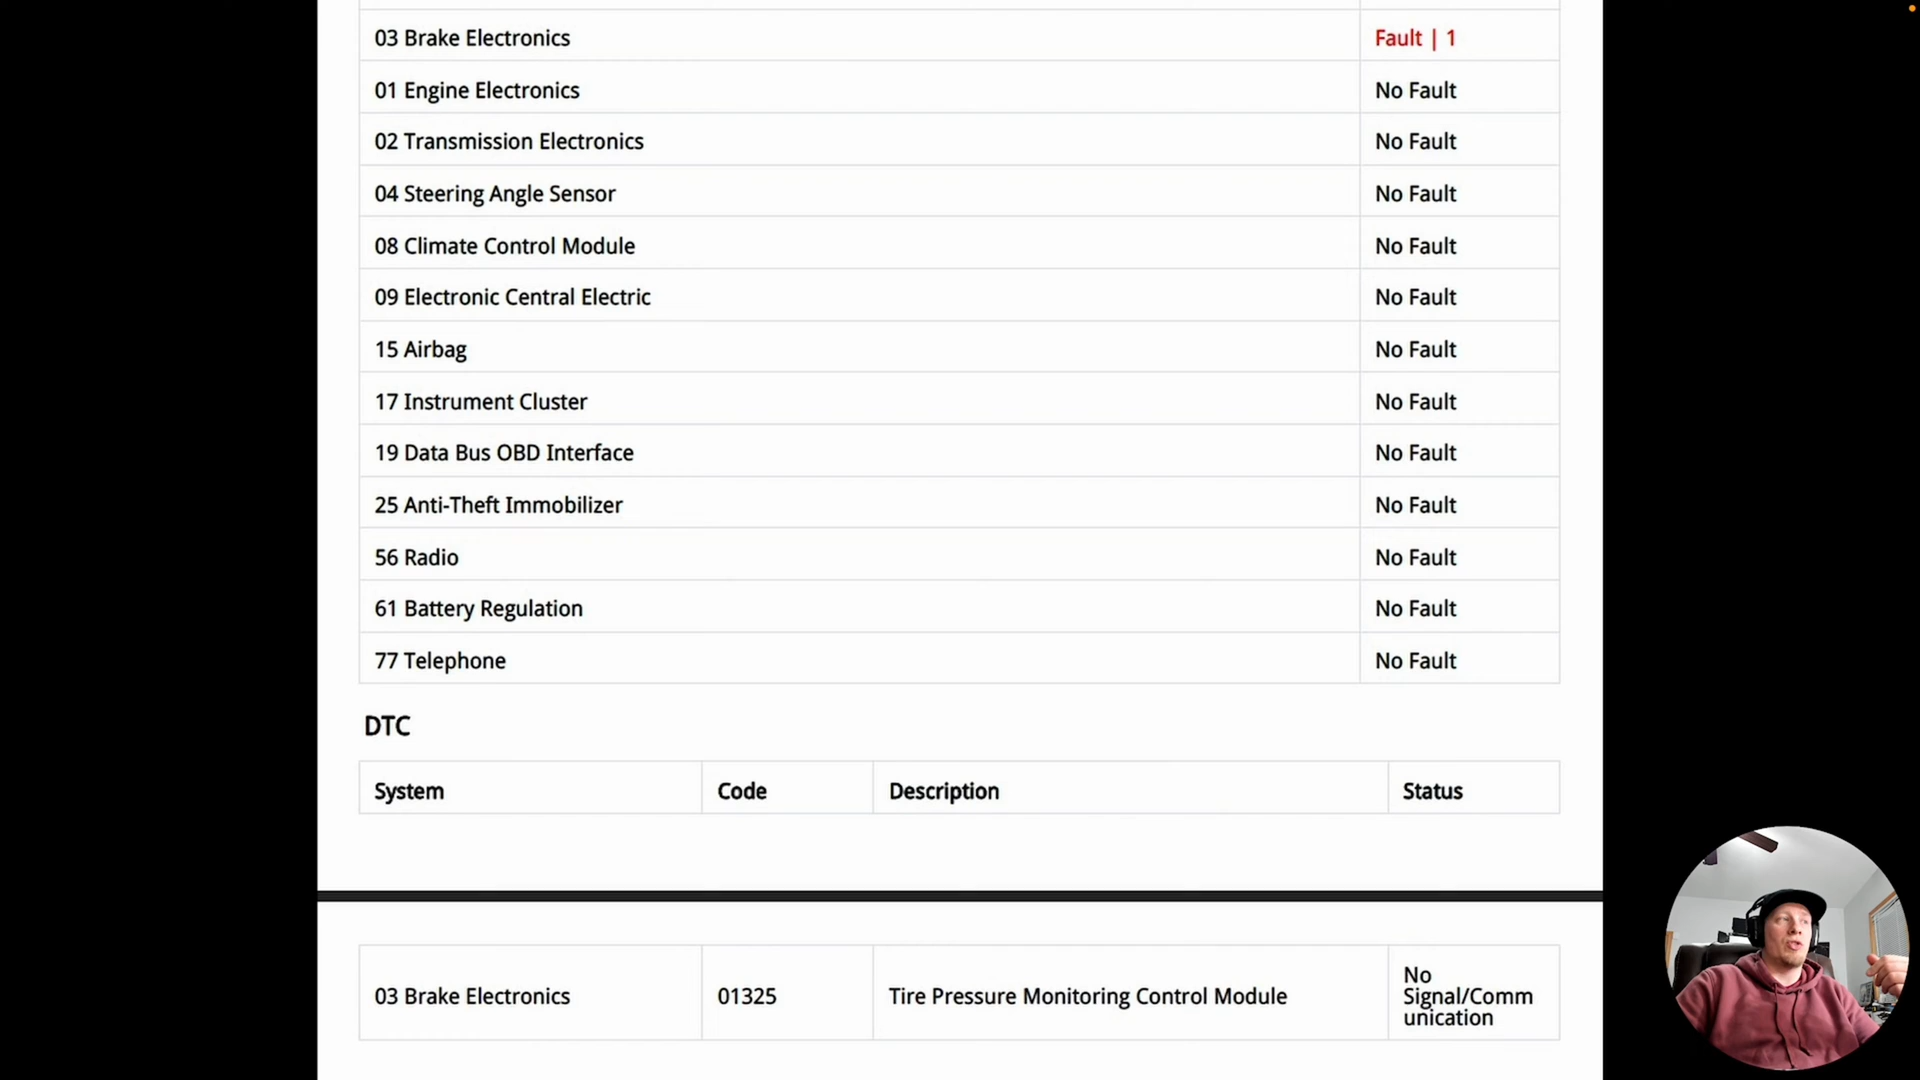 03 Brake Electronics Fault | 1
01 Engine Electronics No Fault
02 Transmission Electronics No Fault
04 Steering Angle Sensor No Fault
08 Climate Control Module No Fault
09 Electronic Central Electric No Fault
15 Airbag No Fault
17 Instrument Cluster No Fault
19 Data Bus OBD Interface No Fault
25 Anti-Theft Immobilizer No Fault
56 Radio No Fault
61 Battery Regulation No Fault
77 Telephone No Fault
DTC
System Code Description Status
03 Brake Electronics 01325 Tire Pressure Monitoring Control Module No
Signal/Comm
unication